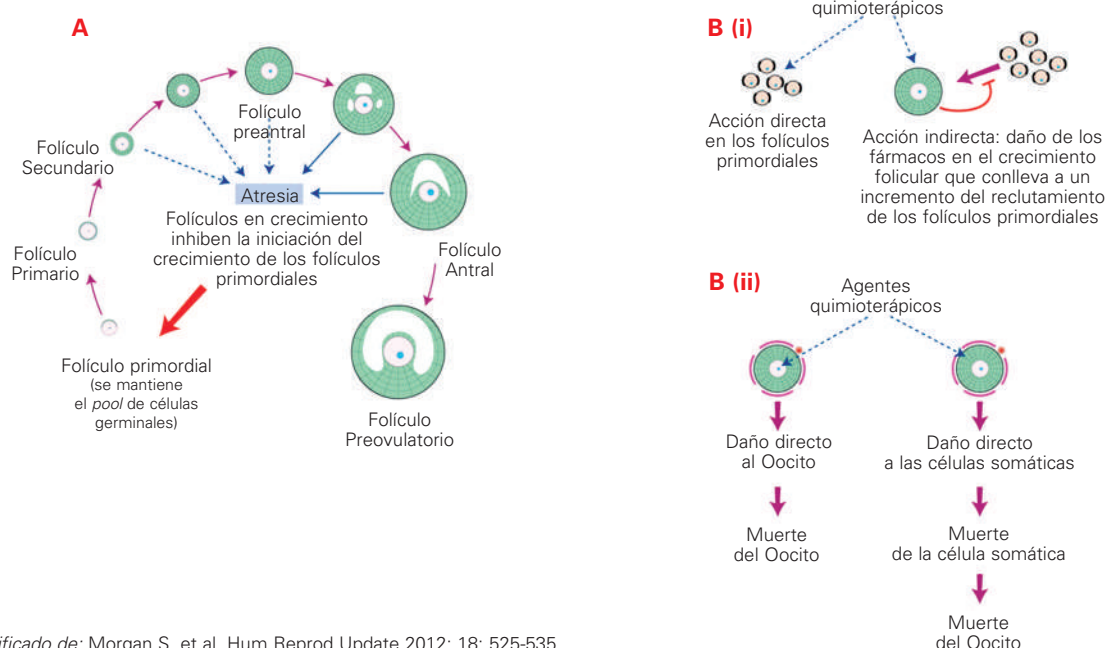 A
Folículo
preantral
Folículo
Secundario
Atresia
Folículos en crecimiento
inhiben la iniciación del
crecimiento de los folículos
primordiales
Folículo
Primario
Folículo
Antral
Folículo primordial
(se mantiene
el pool de células
germinales)
Folículo
Preovulatorio
B (i)
quimioterápicos
Acción directa
en los folículos
primordiales
Acción indirecta: daño de los
fármacos en el crecimiento
folicular que conlleva a un
incremento del reclutamiento
de los folículos primordiales
B (ii)
Agentes
quimioterápicos
Daño directo
al Oocito
Muerte
del Oocito
Daño directo
a las células somáticas
Muerte
de la célula somática
Muerte
del Oocito
ificado de: Morgan S, et al. Hum Reprod Update 2012; 18: 525-535